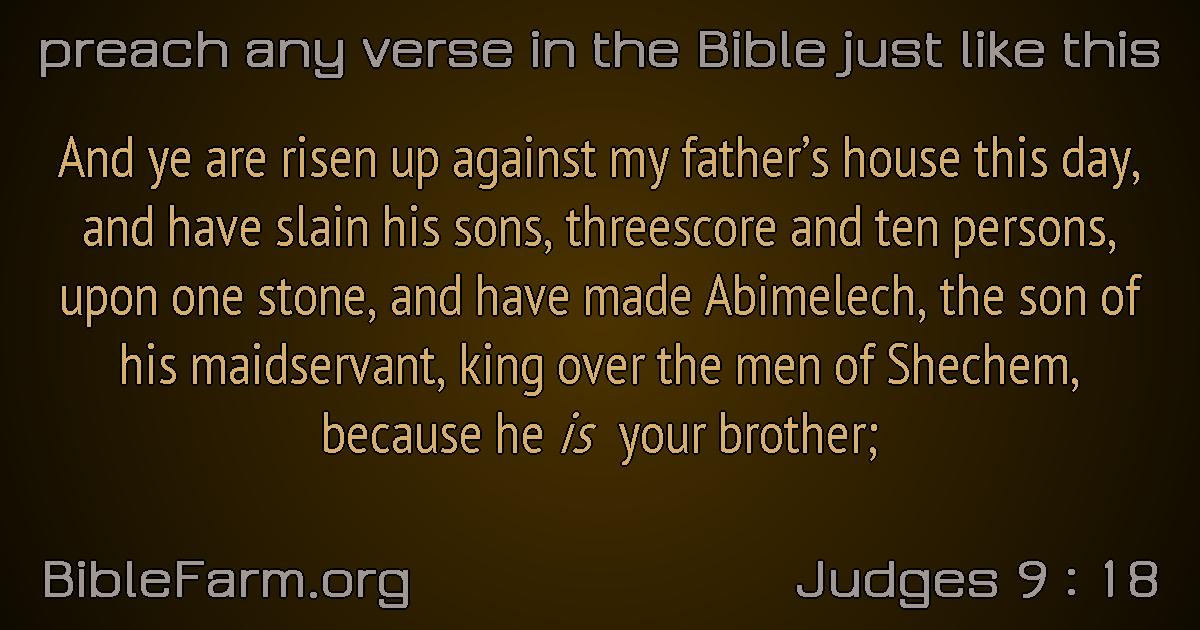 preach any verse in the Bible just like this
And ye are risen up against my father’s house this day,
and have slain his sons, threescore and ten persons,
upon one stone, and have made Abimelech, the son of
his maidservant, king over the men of Shechem,
because he is your brother;
BibleFarm.org
Judges 9 : 18